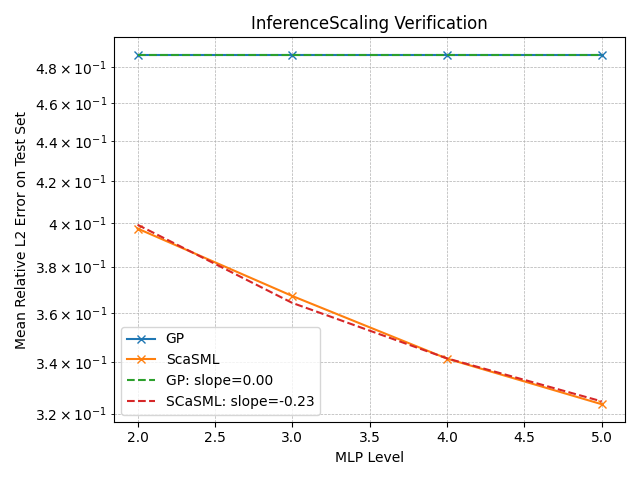 InferenceScaling Verification
Mean Relative L2 Error on Test Set
4.8 × 10⁻¹
4.6 × 10⁻¹
4.4 × 10⁻¹
4.2 × 10⁻¹
4 × 10⁻¹
3.8 × 10⁻¹
3.6 × 10⁻¹
3.4 × 10⁻¹
3.2 × 10⁻¹
GP
ScaSML
GP: slope=0.00
SCaSML: slope=-0.23
2.0 2.5 3.0 3.5 4.0 4.5 5.0
MLP Level